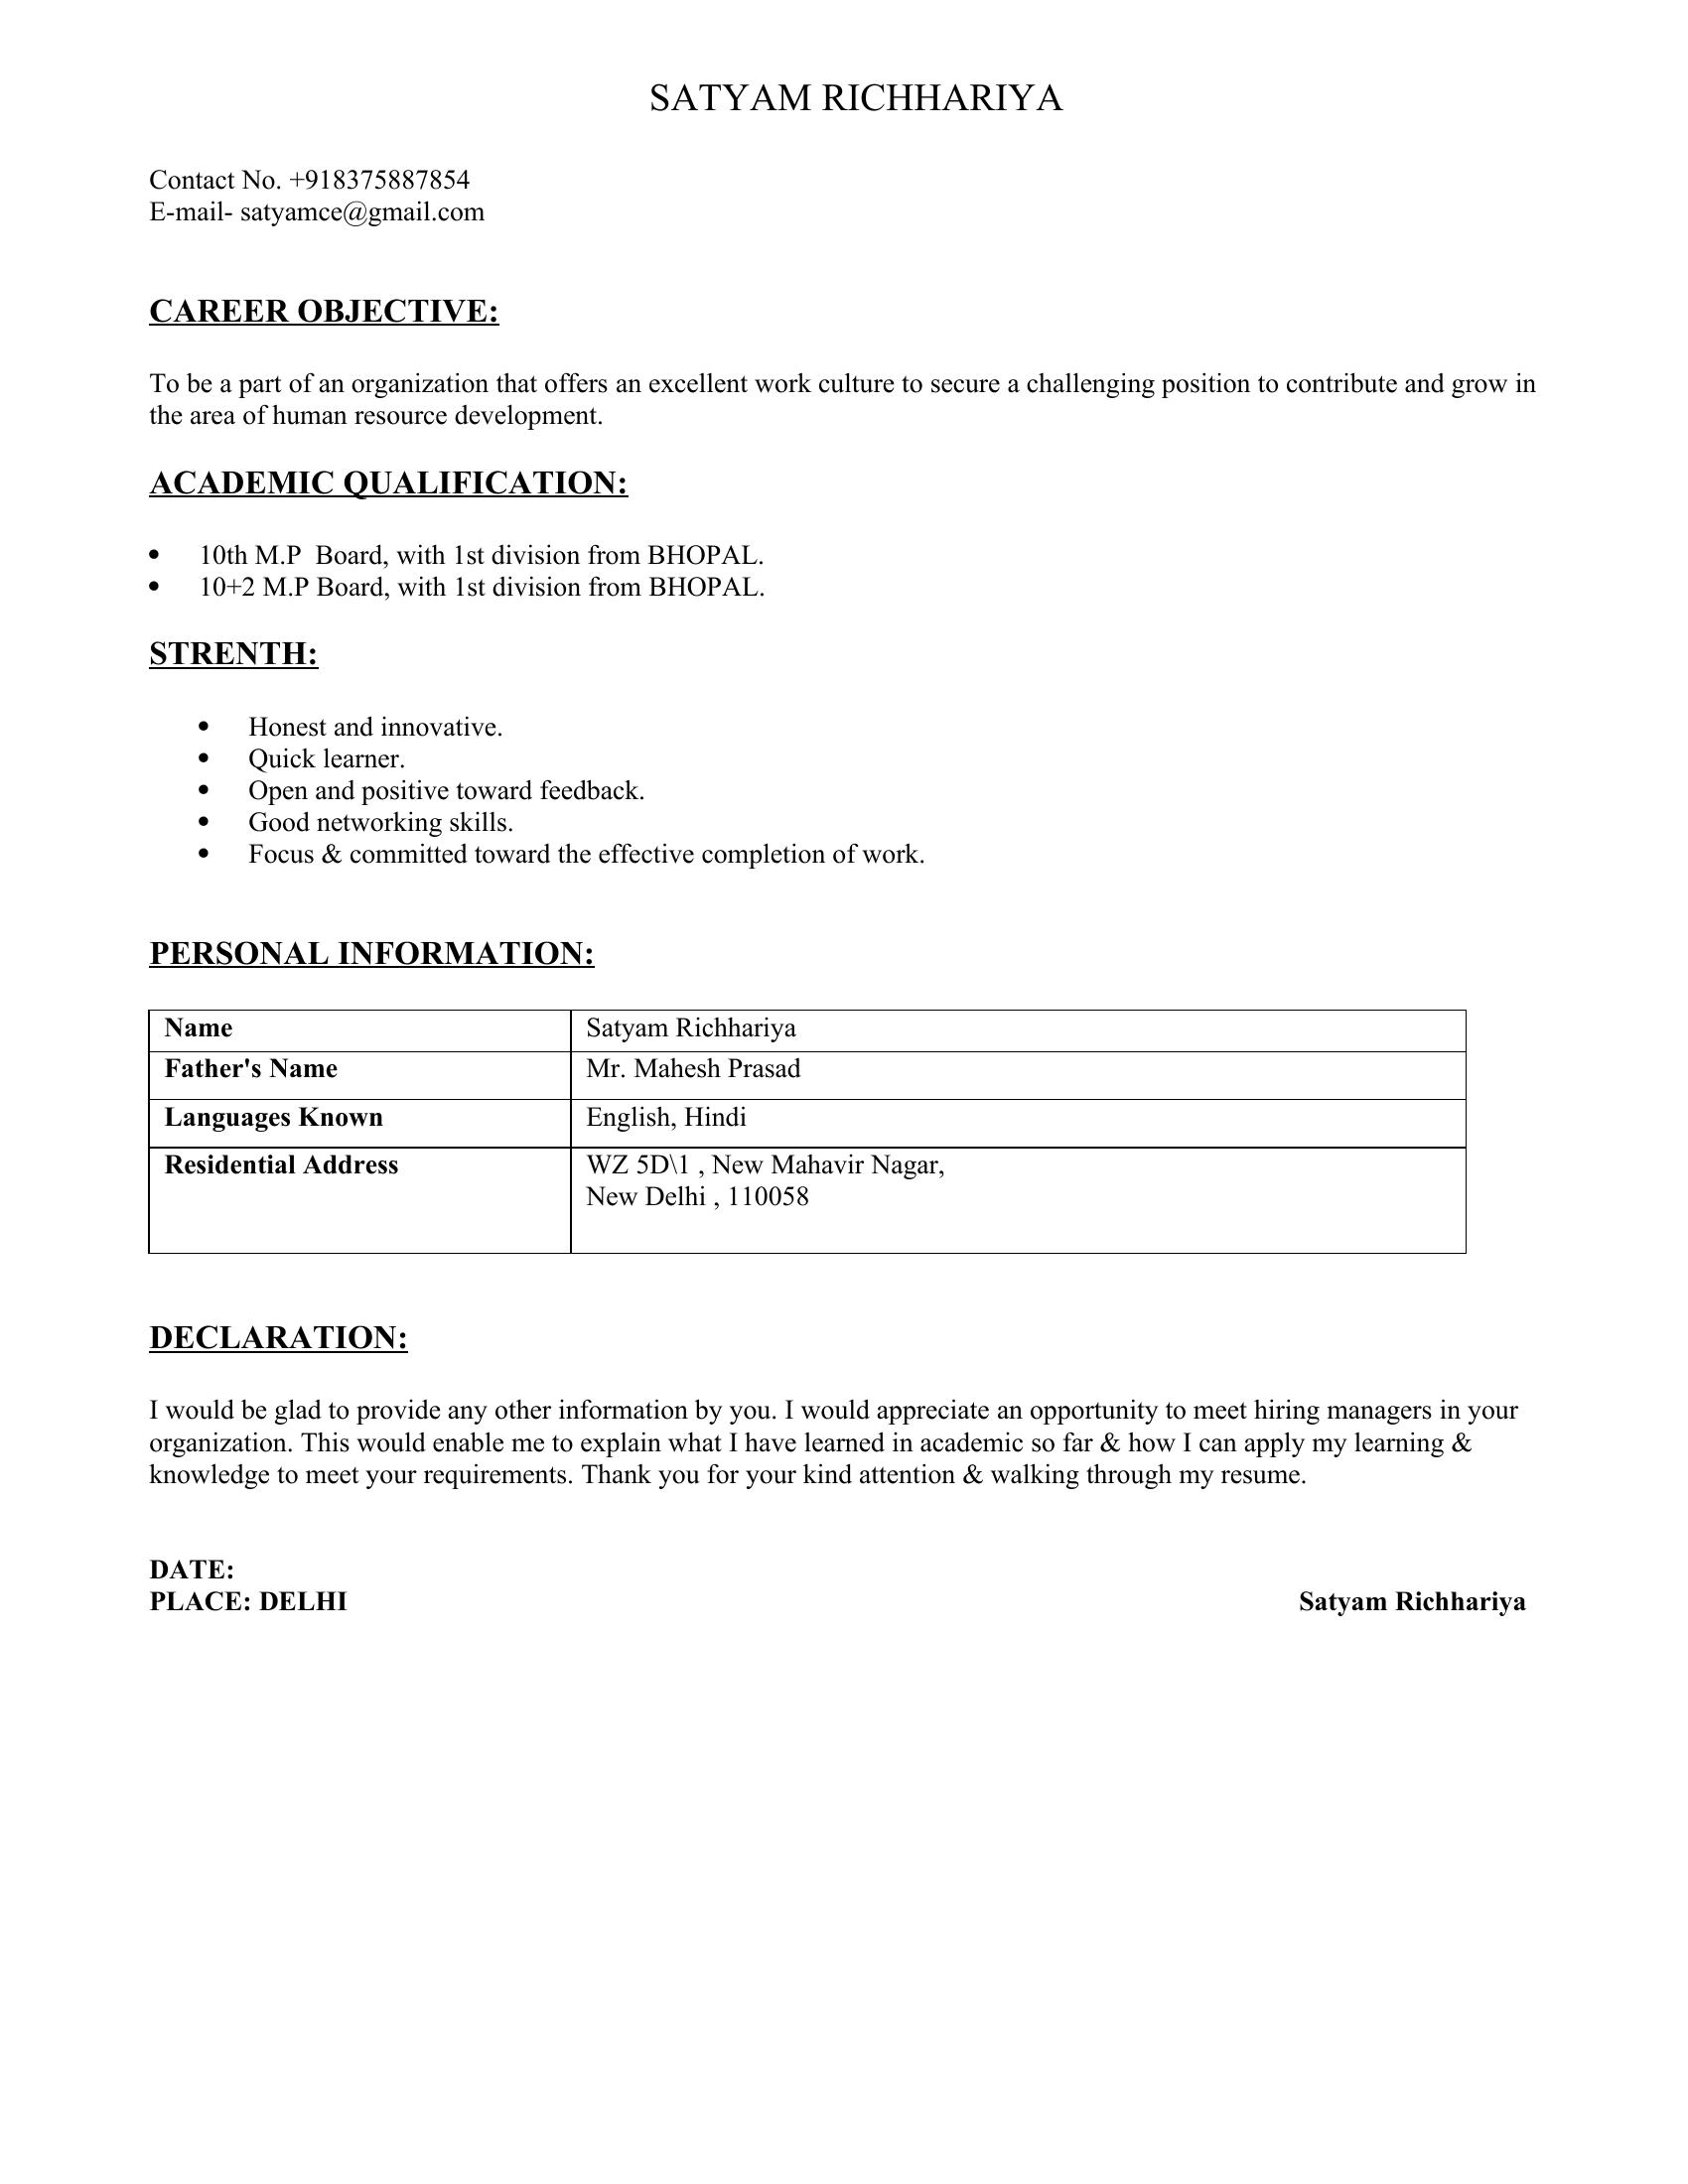 SATYAM RICHHARIYA
Contact No. +918375887854
E-mail- satyamce@gmail.com
CAREER OBJECTIVE:
To be a part of an organization that offers an excellent work culture to secure a challenging position to contribute and grow in
the area of human resource development.
ACADEMIC QUALIFICATION:
• 10th M.P  Board, with 1st division from BHOPAL.
• 10+2 M.P Board, with 1st division from BHOPAL.
STRENTH:
• Honest and innovative.
• Quick learner.
• Open and positive toward feedback.
• Good networking skills.
• Focus & committed toward the effective completion of work.
PERSONAL INFORMATION:
Name Satyam Richhariya
Father's Name Mr. Mahesh Prasad
Languages Known English, Hindi
Residential Address WZ 5D\1 , New Mahavir Nagar,
New Delhi , 110058
DECLARATION:
I would be glad to provide any other information by you. I would appreciate an opportunity to meet hiring managers in your
organization. This would enable me to explain what I have learned in academic so far & how I can apply my learning &
knowledge to meet your requirements. Thank you for your kind attention & walking through my resume.
DATE:
PLACE: DELHI Satyam Richhariya